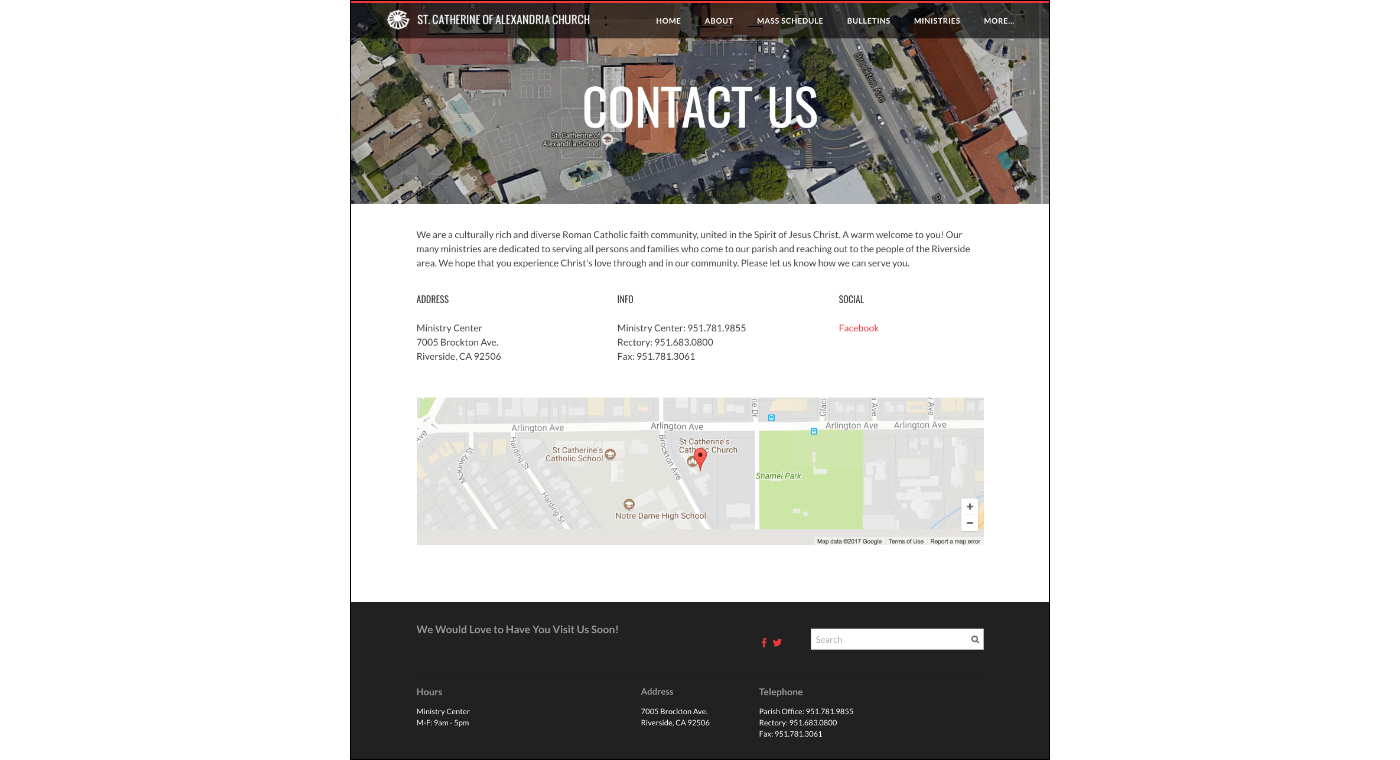 ST. CATHERINE OF ALEXANDRIA CHURCH
HOME ABOUT MASS SCHEDULE BULLETINS MINISTRIES MORE...
Brockton Ave
CONTACT US
St. Catherine of
Alexandria School
We are a culturally rich and diverse Roman Catholic faith community, united in the Spirit of Jesus Christ. A warm welcome to you! Our
many ministries are dedicated to serving all persons and families who come to our parish and reaching out to the people of the Riverside
area. We hope that you experience Christ's love through and in our community. Please let us know how we can serve you.
ADDRESS
Ministry Center
7005 Brockton Ave.
Riverside, CA 92506
INFO
Ministry Center: 951.781.9855
Rectory: 951.683.0800
Fax: 951.781.3061
SOCIAL
Facebook
Arlington Ave
Arlington Ave
Arlington Ave
Arlington Ave
St Catherine's
Catholic School
St Catherine's
Catholic Church
Brockton Ave
Harding St
Harding St
McKinley St
Shamel Park
Notre Dame High School
+
−
Map data ©2017 Google Terms of Use Report a map error
We Would Love to Have You Visit Us Soon!
Search
Hours
Ministry Center
M-F: 9am - 5pm
Address
7005 Brockton Ave.
Riverside, CA 92506
Telephone
Parish Office: 951.781.9855
Rectory: 951.683.0800
Fax: 951.781.3061